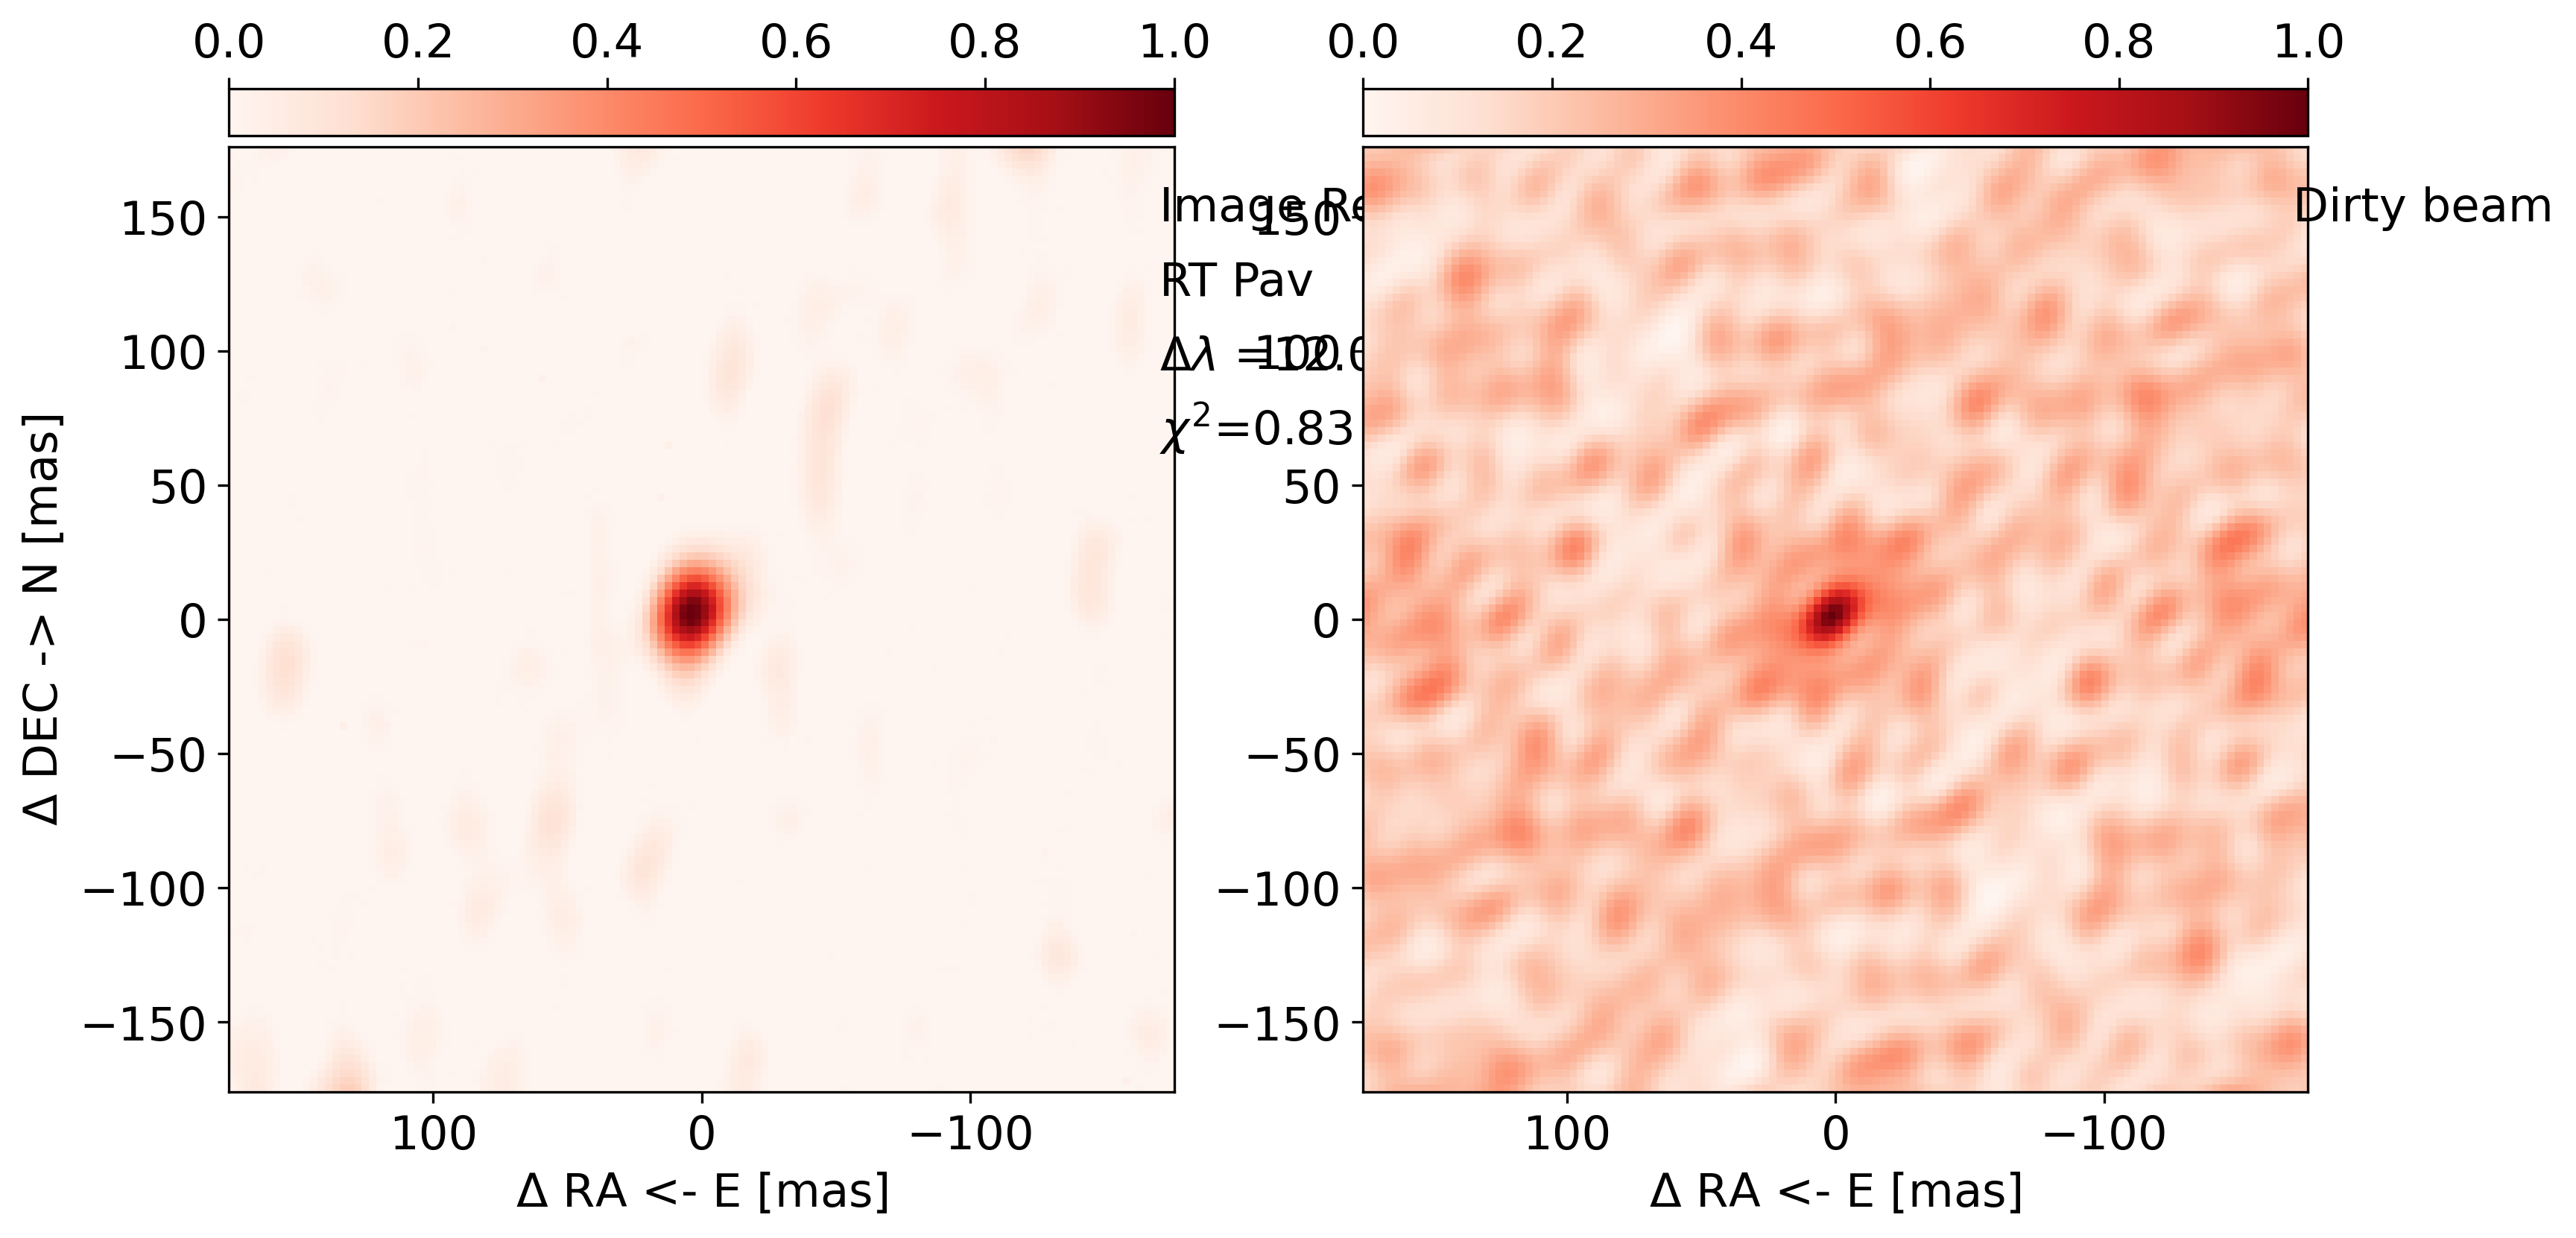 0.0 0.2 0.4 0.6 0.8 1.0
0.0 0.2 0.4 0.6 0.8 1.0
Δ DEC -> N [mas]
150
100
50
0
−50
−100
−150
100 0 −100
Δ RA <- E [mas]
Image
RT Pav
Δλ =12.
χ²=0.83
150
100
50
0
−50
−100
−150
100 0 −100
Δ RA <- E [mas]
Dirty beam